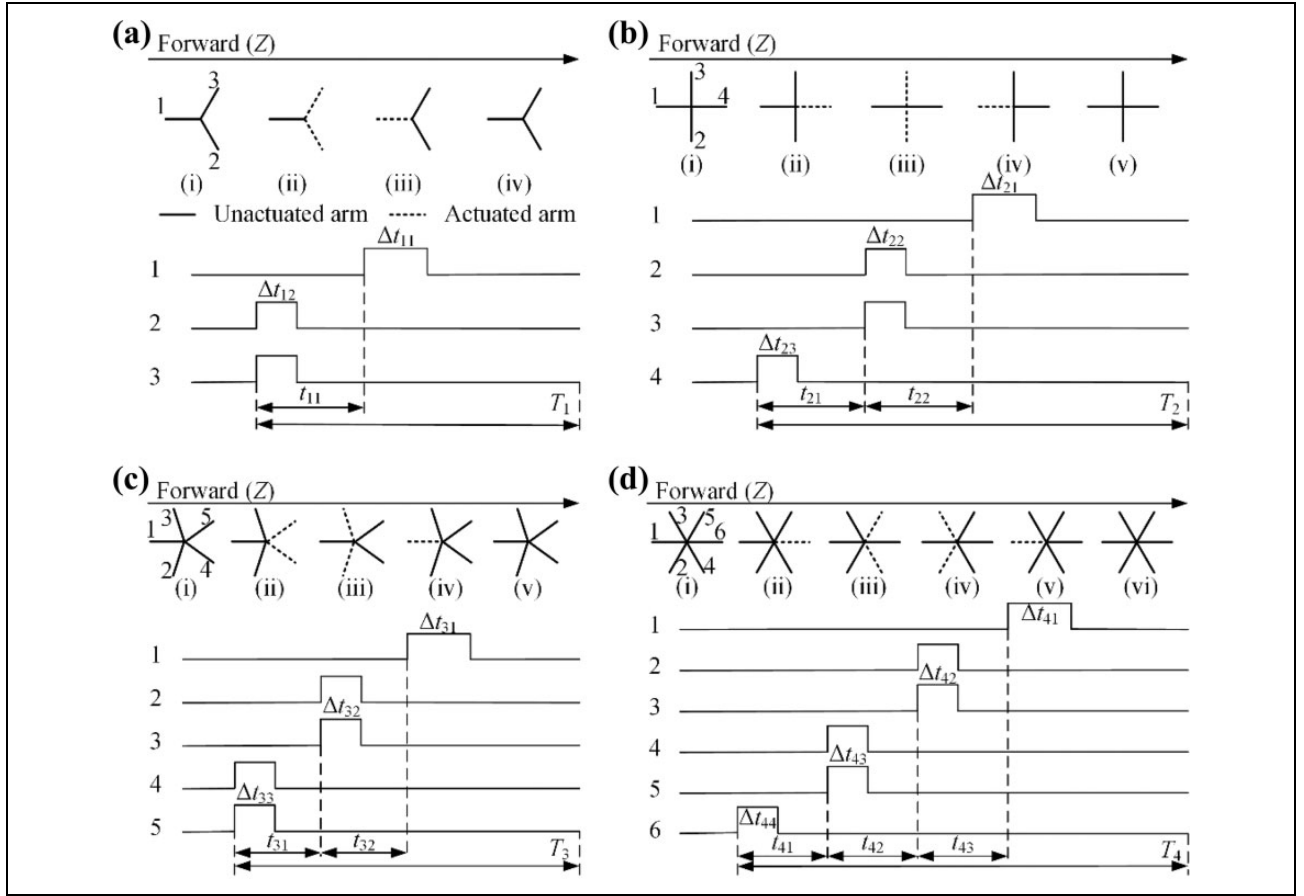 (a)
Forward (Z)
3
1
2
(i) (ii) (iii) (iv)
Unactuated arm Actuated arm
Δt11
1
Δt12
2
3
t11
T1
(b)
Forward (Z)
3
1 4
2
(i) (ii) (iii) (iv) (v)
Δt21
1
Δt22
2
3
Δt23
4
t21 t22
T2
(c)
Forward (Z)
3 5
1
2 4
(i) (ii) (iii) (iv) (v)
Δt31
1
2
Δt32
3
4
Δt33
5
t31 t32
T3
(d)
Forward (Z)
3 5
1 6
2 4
(i) (ii) (iii) (iv) (v) (vi)
Δt41
1
2
Δt42
3
4
Δt43
5
Δt44
6
t41 t42 t43
T4